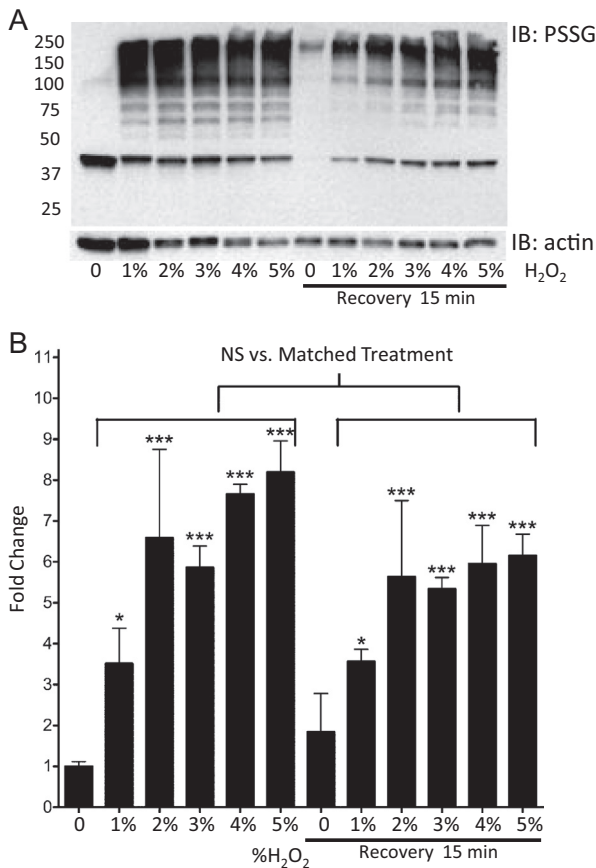 A
250
150
100
75
50
37
25
IB: PSSG
IB: actin
0 1% 2% 3% 4% 5% 0 1% 2% 3% 4% 5% H₂O₂
Recovery 15 min
B
NS vs. Matched Treatment
Fold Change
11
10
9
8
7
6
5
4
3
2
1
0
* *** *** *** *** * *** *** *** ***
0 1% 2% 3% 4% 5% 0 1% 2% 3% 4% 5%
%H₂O₂ Recovery 15 min